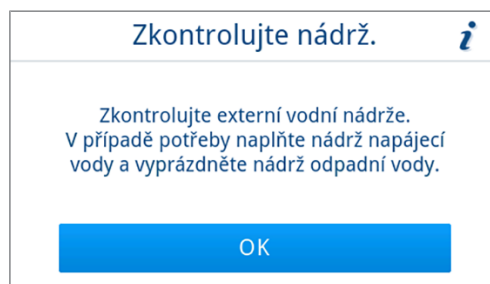 Zkontrolujte nádrž.
i
Zkontrolujte externí vodní nádrže.
V případě potřeby naplňte nádrž napájecí
vody a vyprázdněte nádrž odpadní vody.
OK